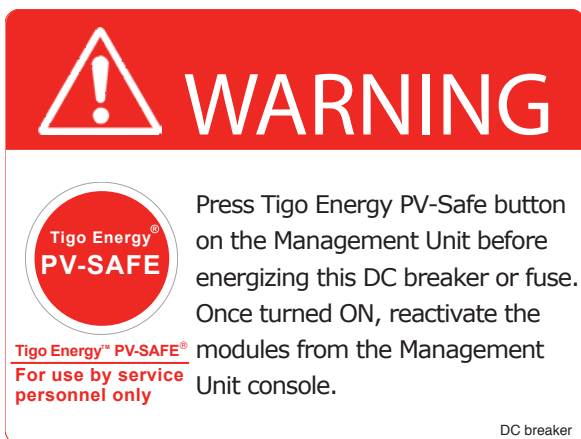 WARNING
Tigo Energy®
PV-SAFE
Tigo Energy™ PV-SAFE®
For use by service
personnel only
Press Tigo Energy PV-Safe button
on the Management Unit before
energizing this DC breaker or fuse.
Once turned ON, reactivate the
modules from the Management
Unit console.
DC breaker